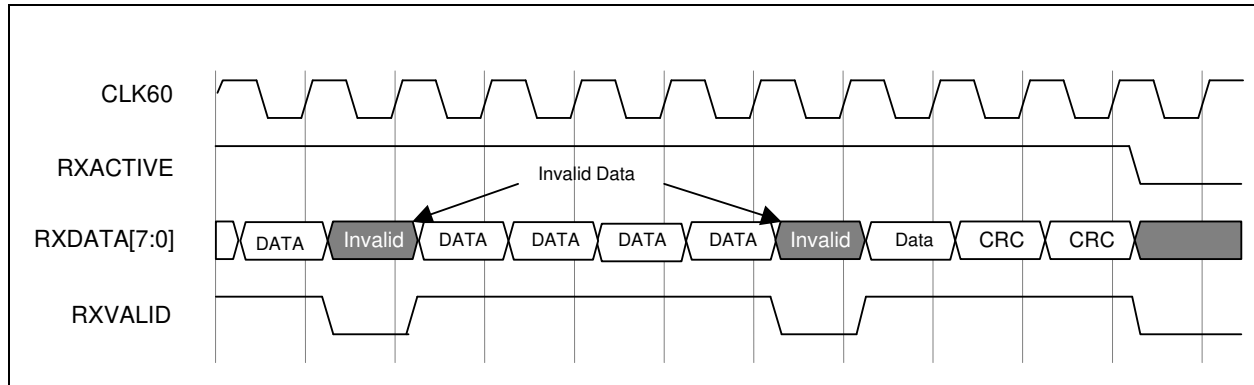 CLK60
RXACTIVE
Invalid Data
RXDATA[7:0] DATA Invalid DATA DATA DATA DATA Invalid Data CRC CRC
RXVALID